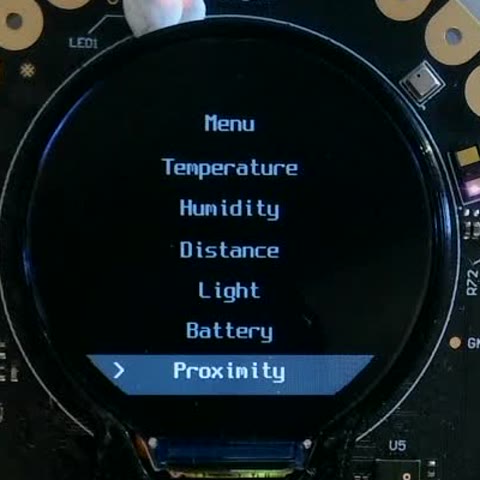 LED1
Menu
Temperature
Humidity
Distance
Light
Battery
> Proximity
R72
U5